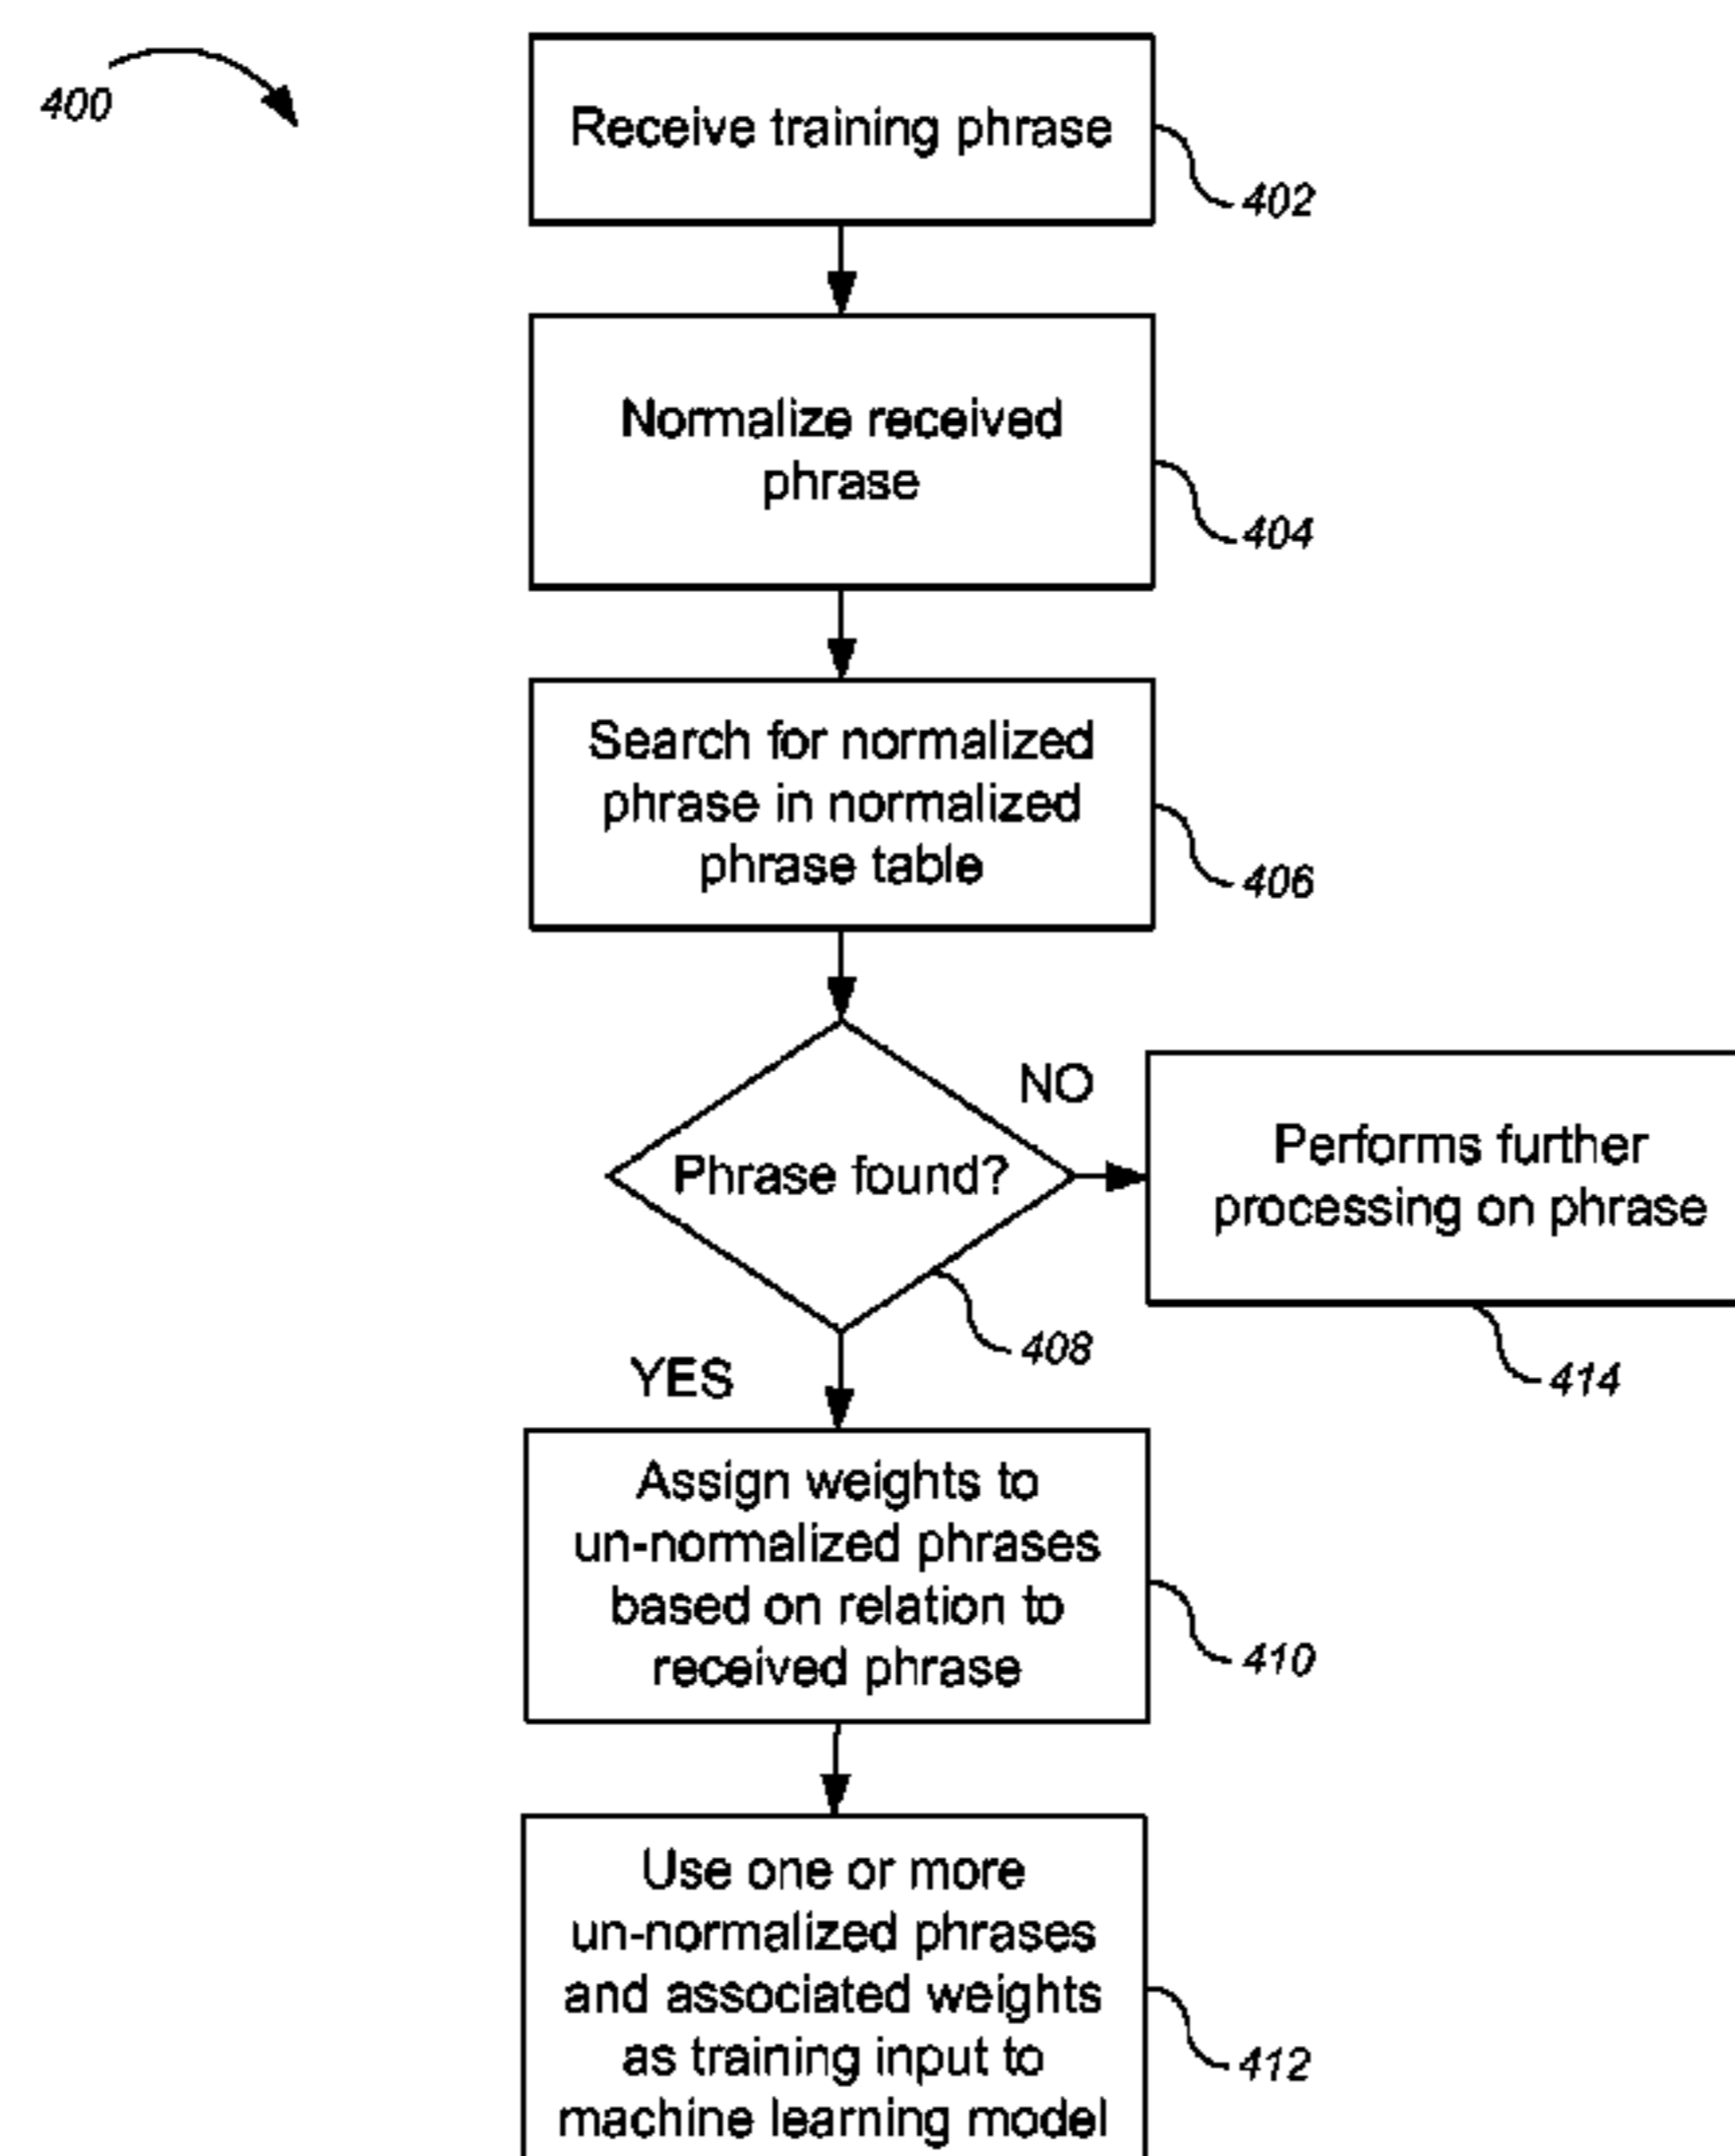 400
Receive training phrase
402
Normalize received
phrase
404
Search for normalized
phrase in normalized
phrase table
406
Phrase found?
NO
408
Performs further
processing on phrase
414
YES
Assign weights to
un-normalized phrases
based on relation to
received phrase
410
Use one or more
un-normalized phrases
and associated weights
as training input to
machine learning model
412